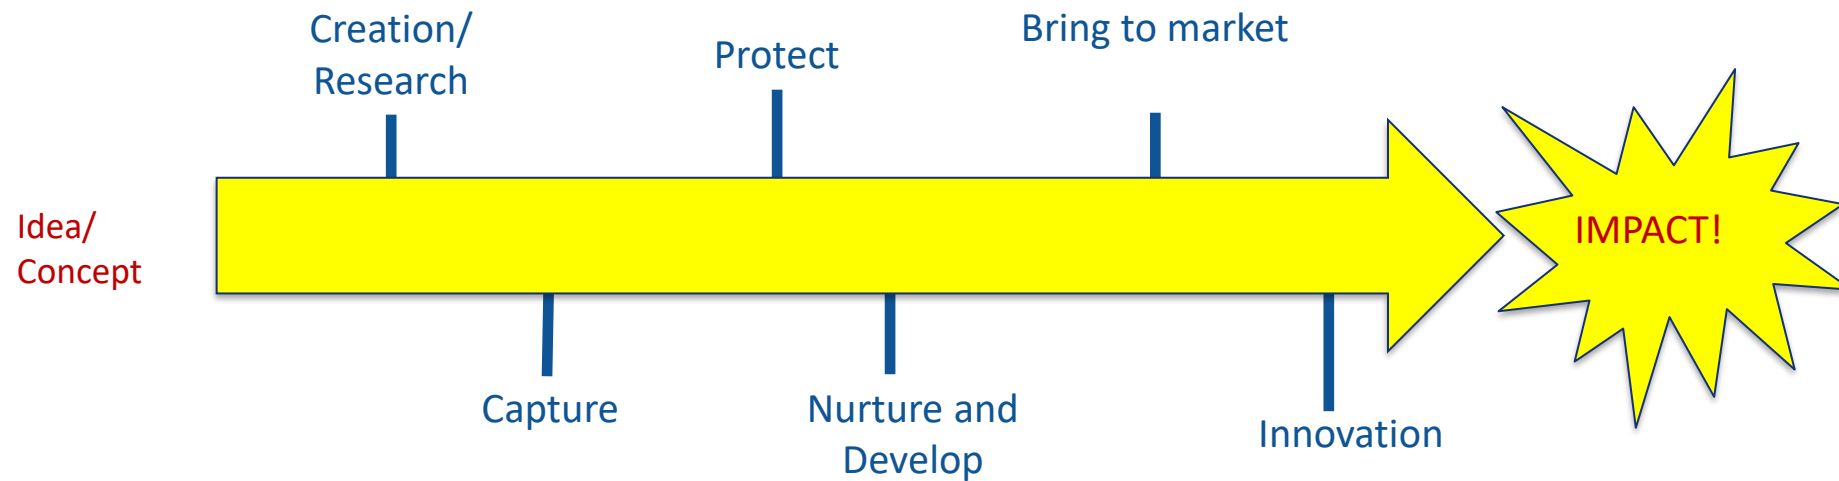 Idea/
Concept
Creation/
Research
Capture
Protect
Nurture and
Develop
Bring to market
Innovation
IMPACT!